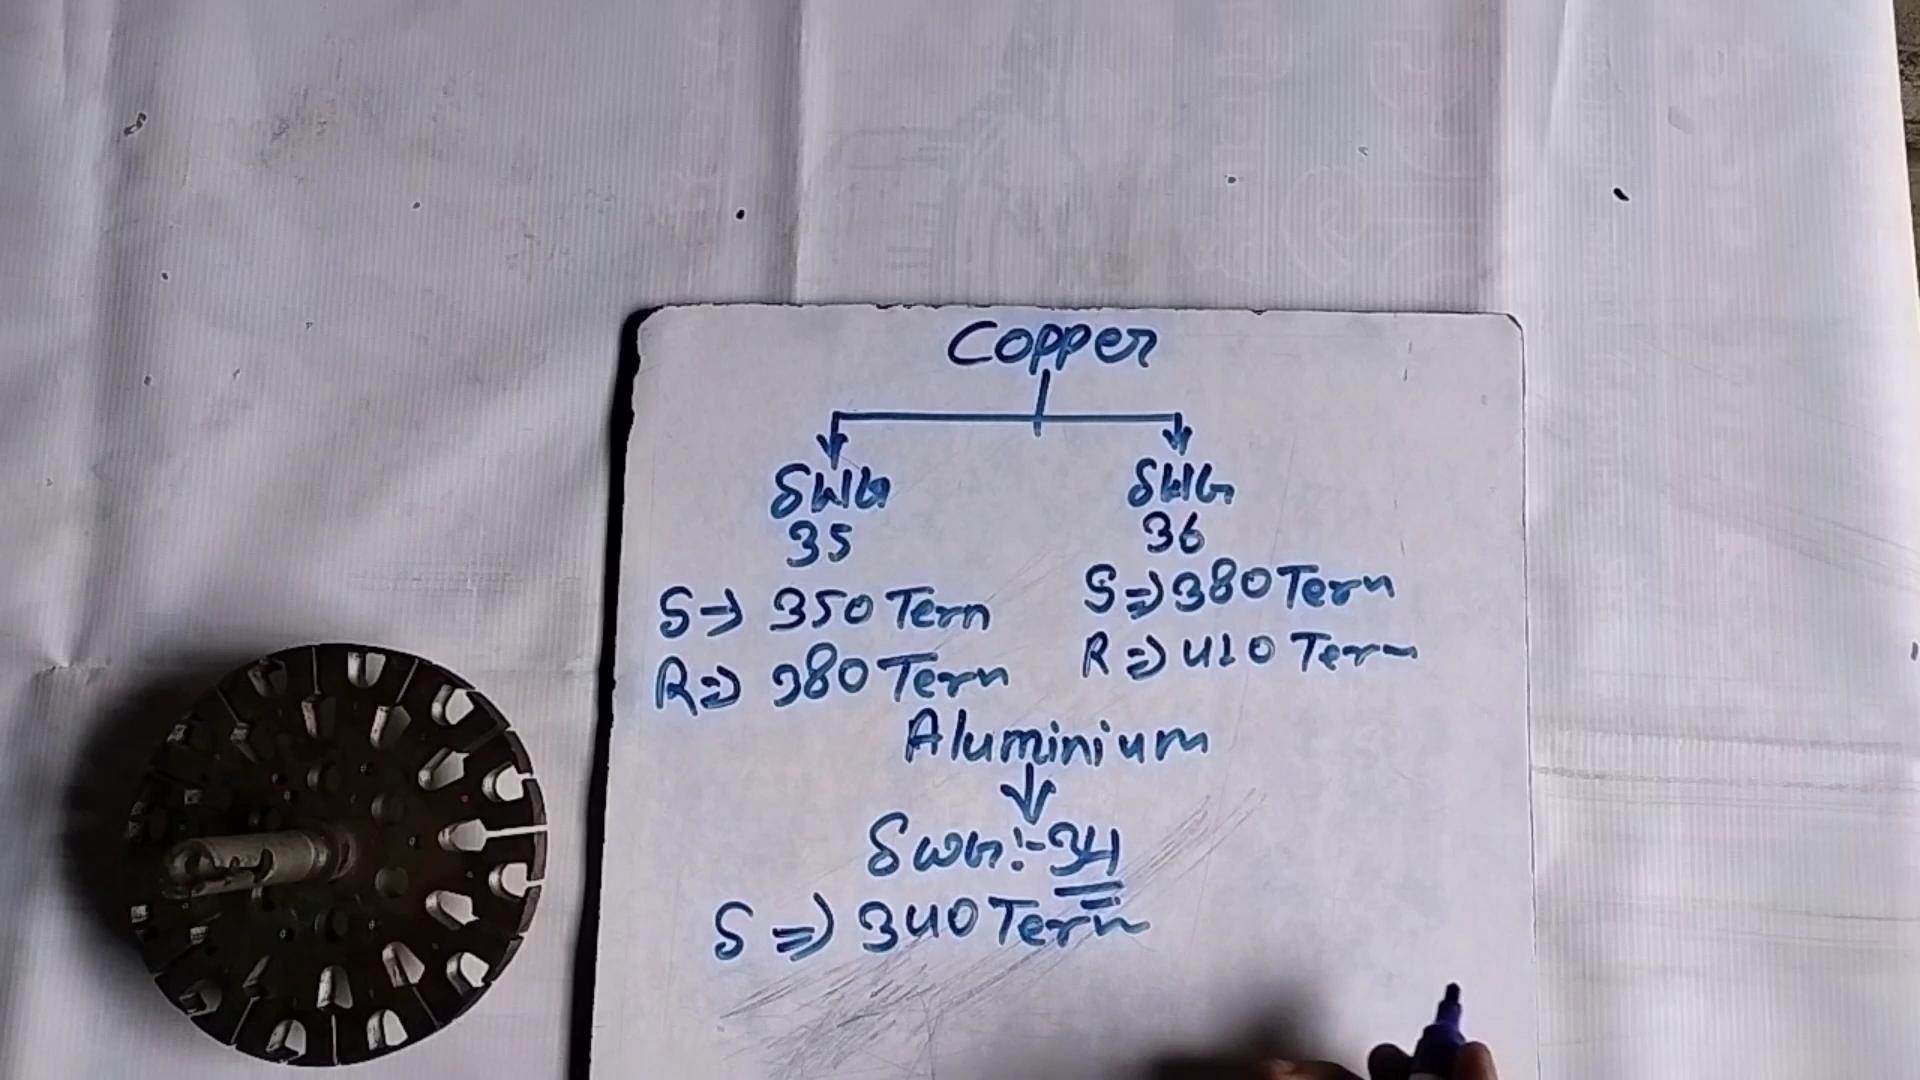 Copper
SWG SWG
35 36
S→ 350 Tern S⇒ 380 Tern
R⇒ 380 Tern R⇒ 410 Tern
Aluminium
SWG:-34
S⇒ 340 Tern